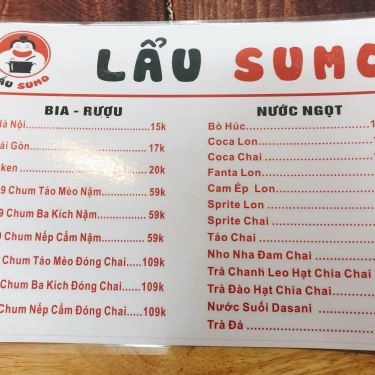 LẨU SUMO
LẨU SUMO
BIA - RƯỢU
Hà Nội 15k
Sài Gòn 17k
ken 20k
9 Chum Táo Mèo Nậm 59k
9 Chum Ba Kích Nậm 59k
9 Chum Nếp Cẩm Nậm 59k
Chum Táo Mèo Đóng Chai 109k
Chum Ba Kích Đóng Chai 109k
Chum Nếp Cẩm Đóng Chai 109k
NƯỚC NGỌT
Bò Húc
Coca Lon
Coca Chai
Fanta Lon
Cam Ép Lon
Sprite Lon
Sprite Chai
Táo Chai
Nho Nha Đam Chai
Trà Chanh Leo Hạt Chia Chai
Trà Đào Hạt Chia Chai
Nước Suối Dasani
Trà Đá